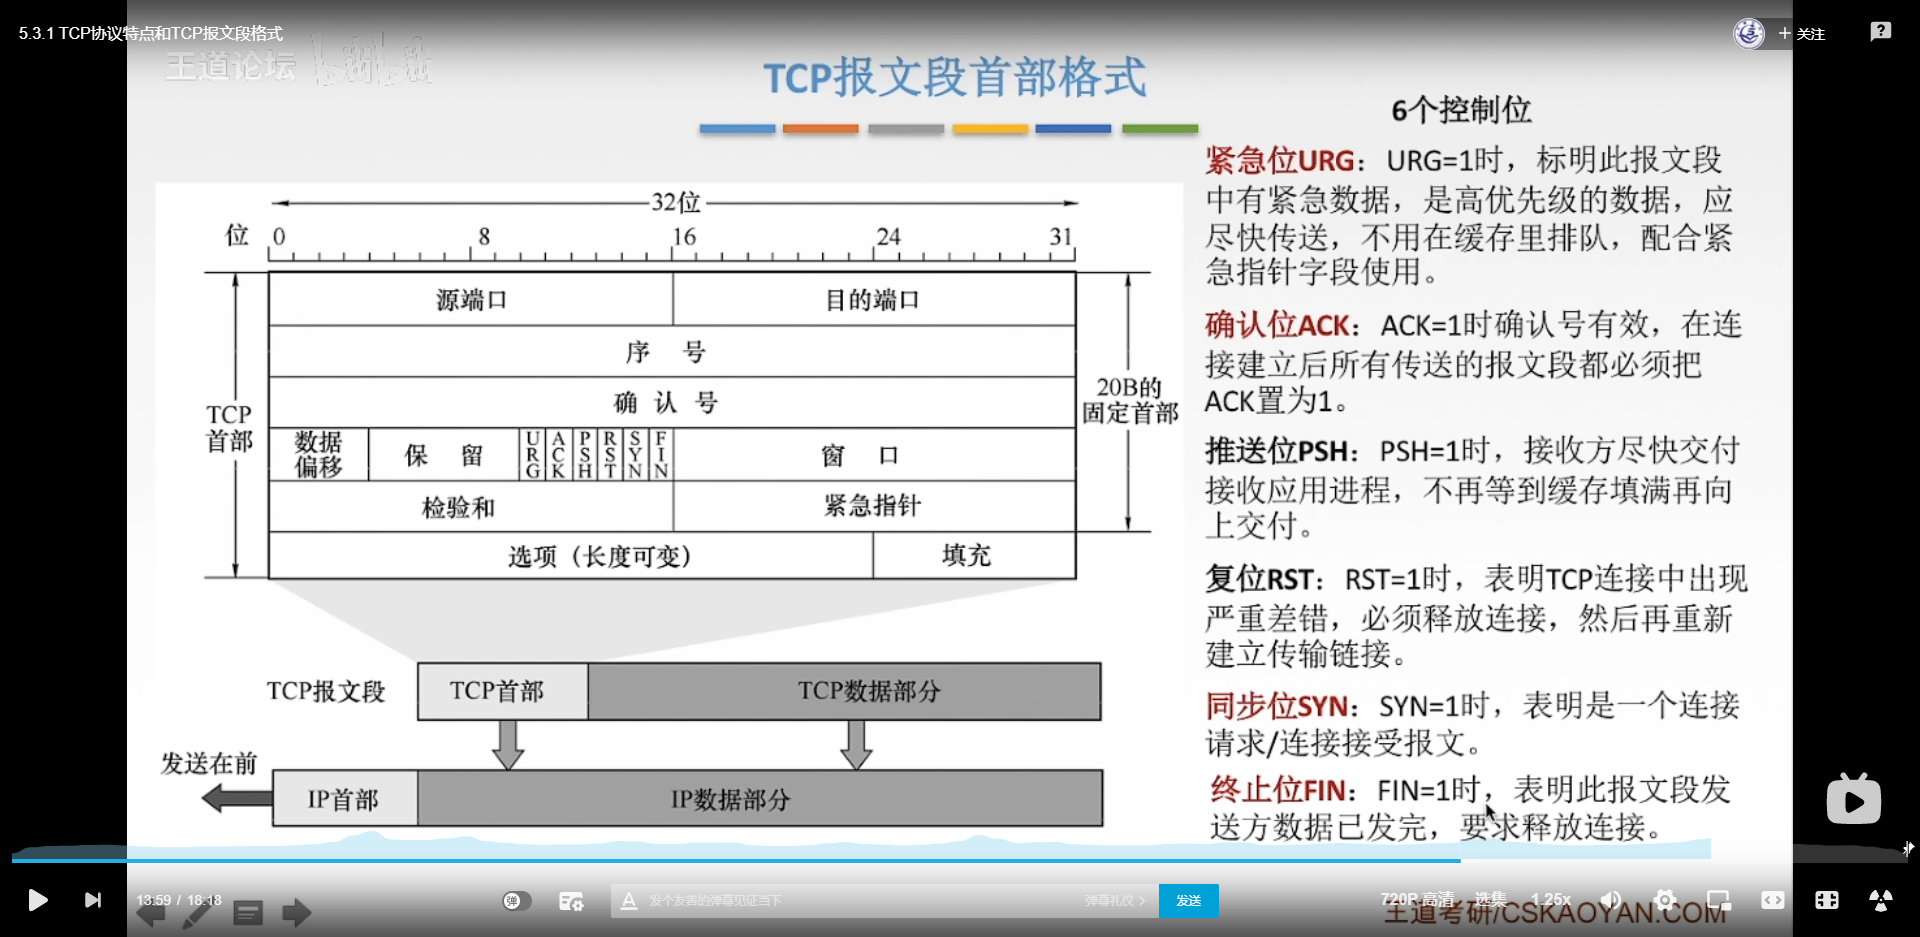 5.3.1 TCP协议特点和TCP报文段格式
关注
王道论坛 bilibili
TCP报文段首部格式
6个控制位
紧急位URG：URG=1时，标明此报文段
中有紧急数据，是高优先级的数据，应
尽快传送，不用在缓存里排队，配合紧
急指针字段使用。
确认位ACK：ACK=1时确认号有效，在连
接建立后所有传送的报文段都必须把
ACK置为1。
推送位PSH：PSH=1时，接收方尽快交付
接收应用进程，不再等到缓存填满再向
上交付。
复位RST：RST=1时，表明TCP连接中出现
严重差错，必须释放连接，然后再重新
建立传输链接。
同步位SYN：SYN=1时，表明是一个连接
请求/连接接受报文。
终止位FIN：FIN=1时，表明此报文段发
送方数据已发完，要求释放连接。
32位
位 0 8 16 24 31
源端口 目的端口
序 号
确 认 号
数据偏移 保 留 URG ACK PSH RST SYN FIN 窗 口
检验和 紧急指针
选项（长度可变） 填充
TCP首部
20B的固定首部
TCP报文段 TCP首部 TCP数据部分
发送在前
IP首部 IP数据部分
13:59 / 18:18
弹
发个友善的弹幕见证当下
弹幕礼仪 >
发送
720P 高清 选集 1.25x
王道考研/CSKAOYAN.COM